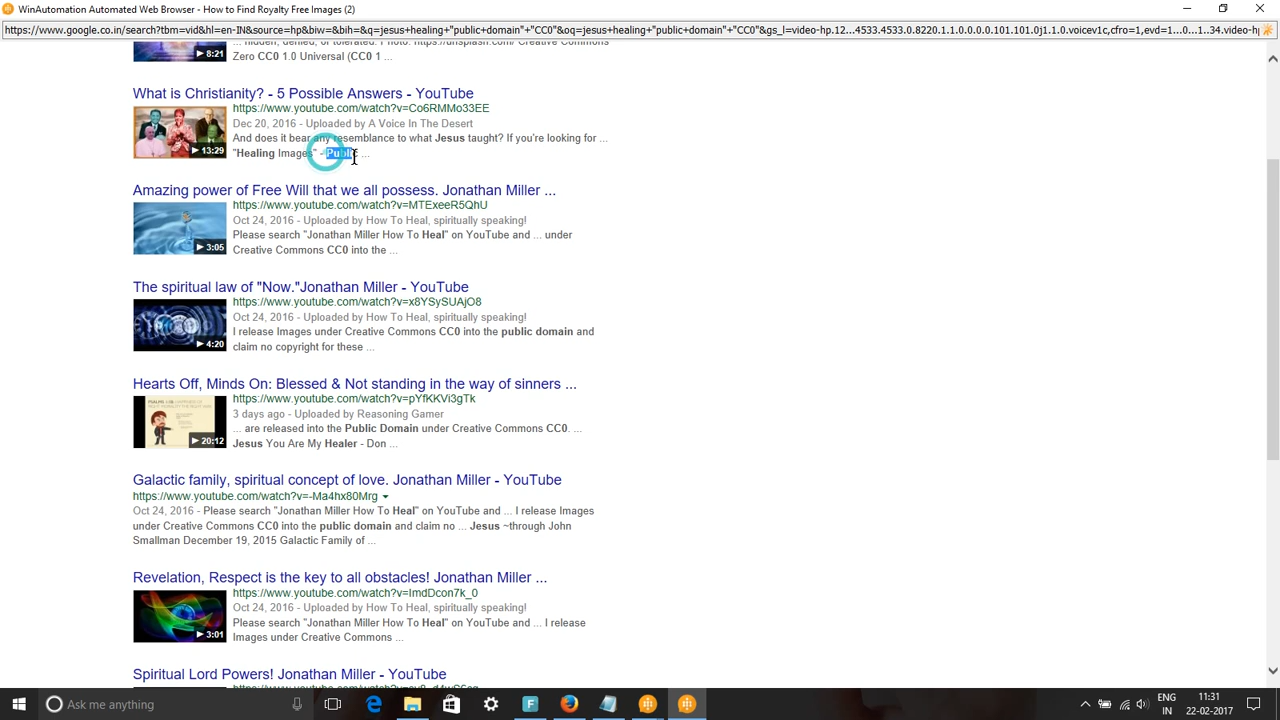 WinAutomation Automated Web Browser - How to Find Royalty Free Images (2)
https://www.google.co.in/search?tbm=vid&hl=en-IN&source=hp&biw=&bih=&q=jesus+healing+"public+domain"+"CC0"&oq=jesus+healing+"public+domain"+"CC0"&gs_l=video-hp.12...4533.4533.0.8220.1.1.0.0.0.0.101.101.0j1.1.0.voicev1c,cfro=1,evd=1...0...1..34.video-h
... hidden, denied, or tolerated. Photo: https://unsplash.com/ Creative Commons
8:21
Zero CC0 1.0 Universal (CC0 1 ...
What is Christianity? - 5 Possible Answers - YouTube
https://www.youtube.com/watch?v=Co6RMMo33EE
Dec 20, 2016 - Uploaded by A Voice In The Desert
And does it bear any resemblance to what Jesus taught? If you're looking for ...
13:29
"Healing Images" - Public ...
Amazing power of Free Will that we all possess. Jonathan Miller ...
https://www.youtube.com/watch?v=MTExeeR5QhU
Oct 24, 2016 - Uploaded by How To Heal, spiritually speaking!
Please search "Jonathan Miller How To Heal" on YouTube and ... under
3:05
Creative Commons CC0 into the ...
The spiritual law of "Now."Jonathan Miller - YouTube
https://www.youtube.com/watch?v=x8YSySUAjO8
Oct 24, 2016 - Uploaded by How To Heal, spiritually speaking!
I release Images under Creative Commons CC0 into the public domain and
4:20
claim no copyright for these ...
Hearts Off, Minds On: Blessed & Not standing in the way of sinners ...
https://www.youtube.com/watch?v=pYfKKVi3gTk
3 days ago - Uploaded by Reasoning Gamer
... are released into the Public Domain under Creative Commons CC0. ...
20:12
Jesus You Are My Healer - Don ...
Galactic family, spiritual concept of love. Jonathan Miller - YouTube
https://www.youtube.com/watch?v=-Ma4hx80Mrg
Oct 24, 2016 - Please search "Jonathan Miller How To Heal" on YouTube and ... I release Images
under Creative Commons CC0 into the public domain and claim no ... Jesus ~through John
Smallman December 19, 2015 Galactic Family of ...
Revelation, Respect is the key to all obstacles! Jonathan Miller ...
https://www.youtube.com/watch?v=ImdDcon7k_0
Oct 24, 2016 - Uploaded by How To Heal, spiritually speaking!
Please search "Jonathan Miller How To Heal" on YouTube and ... I release
3:01
Images under Creative Commons ...
Spiritual Lord Powers! Jonathan Miller - YouTube
Ask me anything
ENG
IN
11:31
22-02-2017